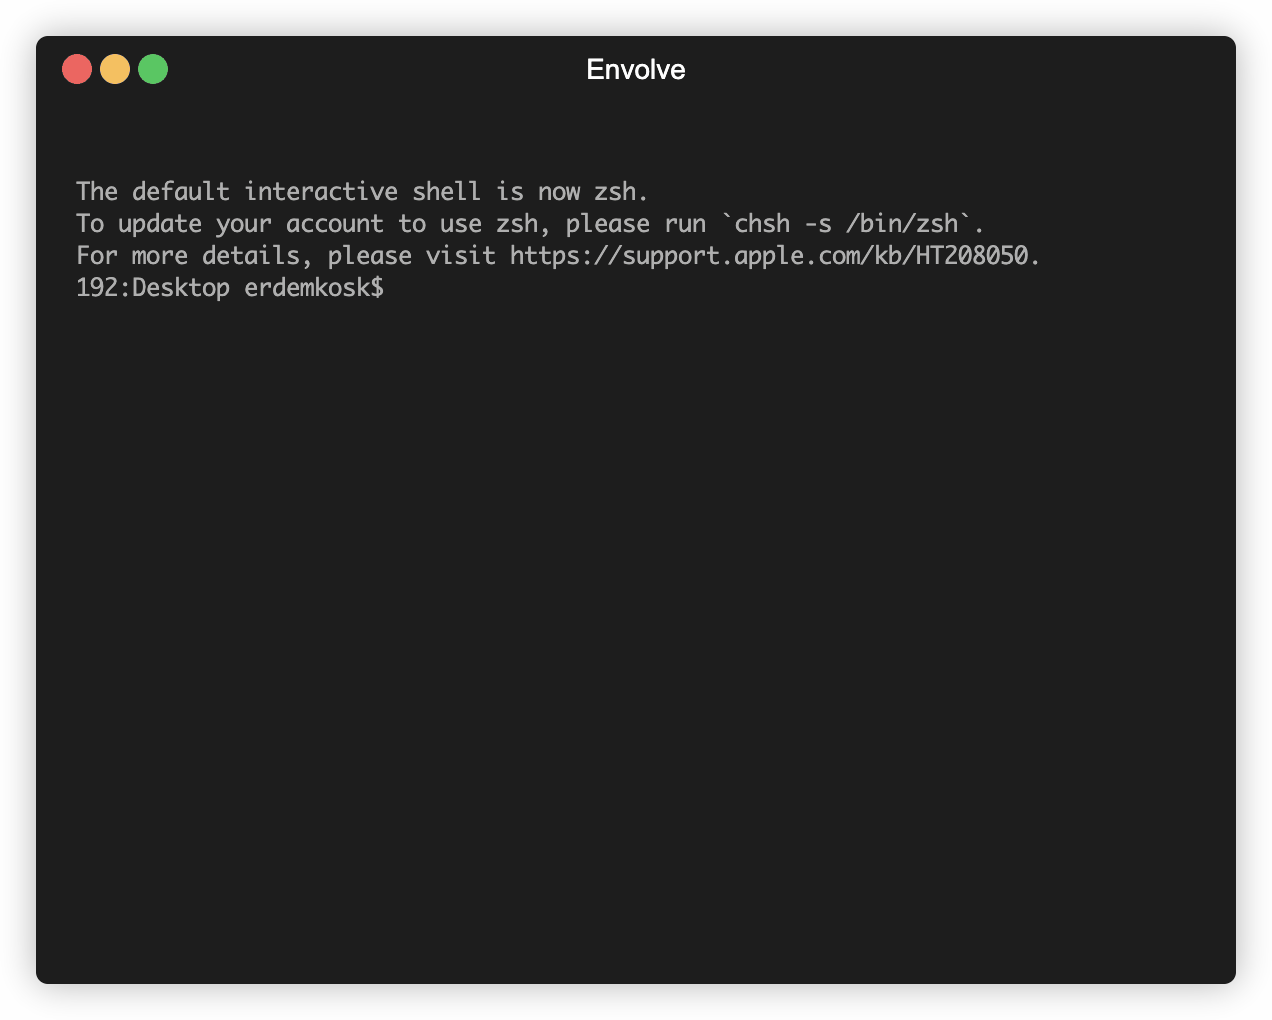 Envolve
The default interactive shell is now zsh.
To update your account to use zsh, please run `chsh -s /bin/zsh`.
For more details, please visit https://support.apple.com/kb/HT208050.
192:Desktop erdemkosk$